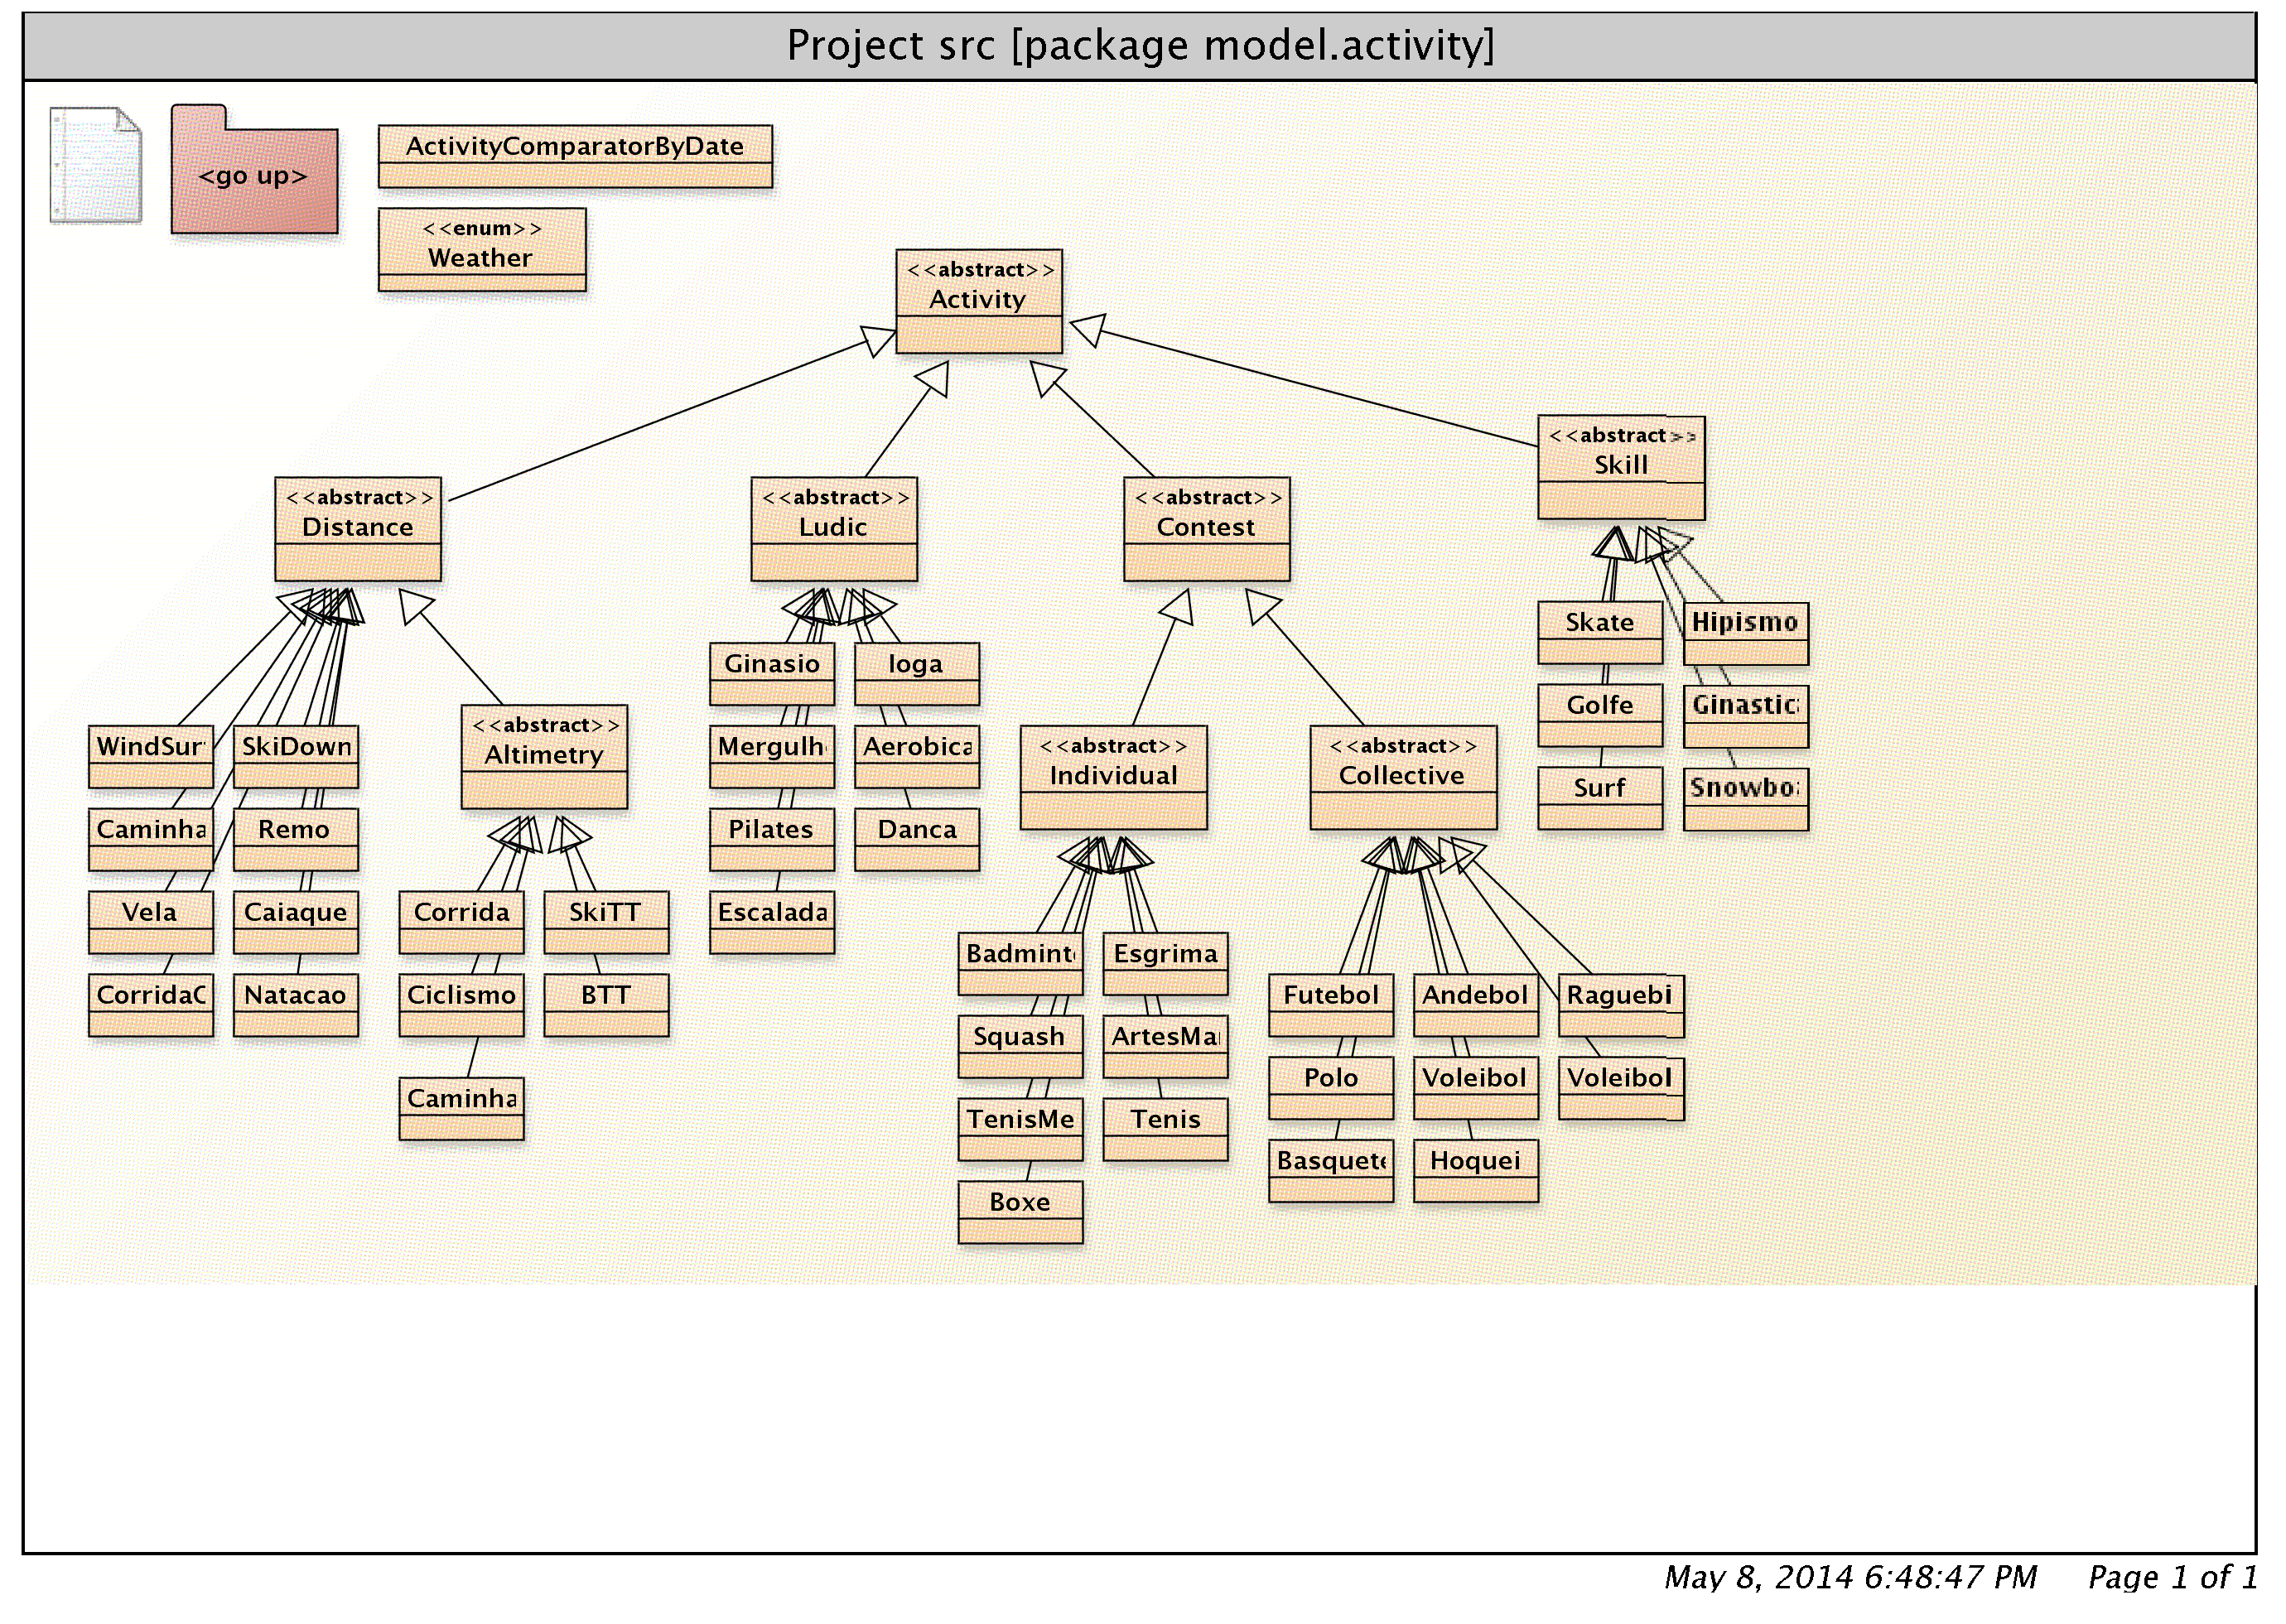 Project src [package model.activity]
<go up>
ActivityComparatorByDate
<<enum>>
Weather
<<abstract>>
Activity
<<abstract>>
Skill
<<abstract>>
Distance
<<abstract>>
Ludic
<<abstract>>
Contest
Skate
Hipismo
Ginasio
Ioga
Golfe
Ginastic
WindSur
SkiDown
<<abstract>>
Altimetry
Mergulh
Aerobica
<<abstract>>
Individual
<<abstract>>
Collective
Surf
Snowbo
Caminha
Remo
Pilates
Danca
Vela
Caiaque
Corrida
SkiTT
Escalada
Badmint
Esgrima
CorridaC
Natacao
Ciclismo
BTT
Futebol
Andebol
Raguebi
Squash
ArtesMa
Caminha
Polo
Voleibol
Voleibol
TenisMe
Tenis
Basquete
Hoquei
Boxe
May 8, 2014 6:48:47 PM Page 1 of 1